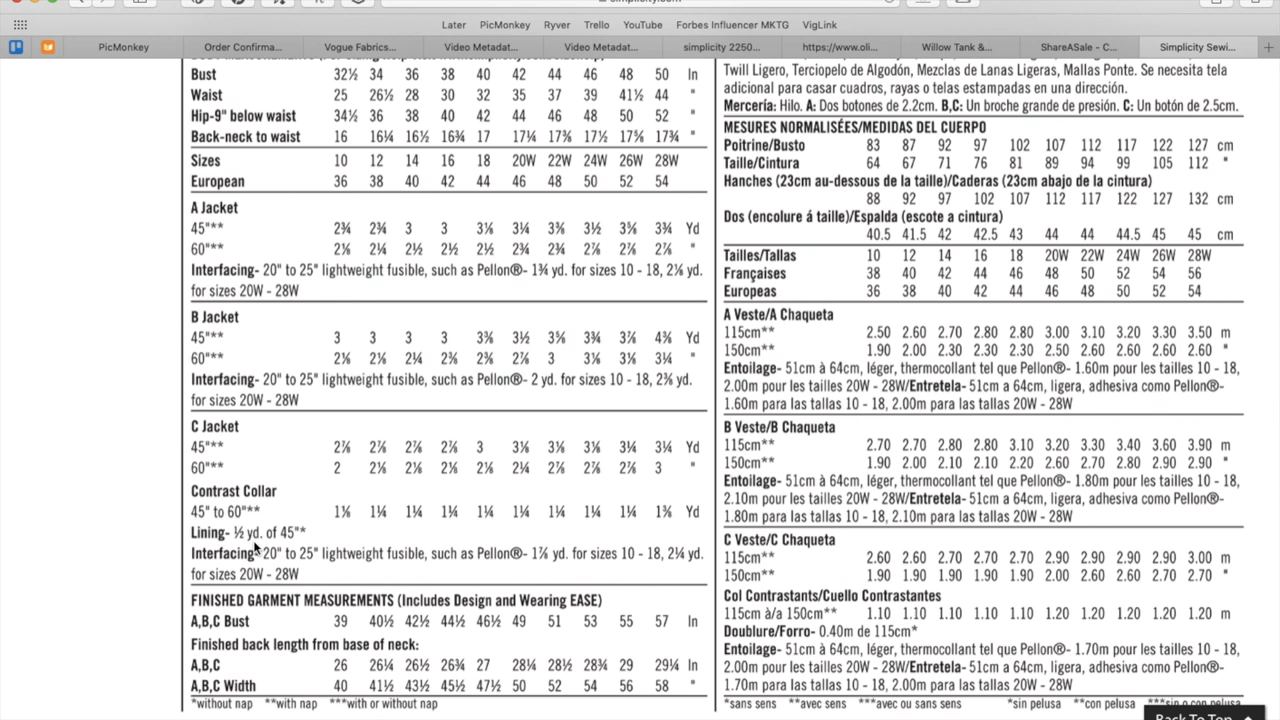 simplicity.com
Later PicMonkey Ryver Trello YouTube Forbes Influencer MKTG VigLink
PicMonkey Order Confirma... Vogue Fabrics... Video Metadat... Video Metadat... simplicity 2250... https://www.oli... Willow Tank &... ShareASale - C... Simplicity Sewi...
Bust 32½ 34 36 38 40 42 44 46 48 50 In
Waist 25 26½ 28 30 32 35 37 39 41½ 44 "
Hip-9" below waist 34½ 36 38 40 42 44 46 48 50 52 "
Back-neck to waist 16 16¼ 16½ 16¾ 17 17¼ 17⅜ 17½ 17⅝ 17¾ "
Sizes 10 12 14 16 18 20W 22W 24W 26W 28W
European 36 38 40 42 44 46 48 50 52 54
A Jacket
45"** 2¾ 2¾ 3 3 3⅛ 3¼ 3⅜ 3½ 3⅝ 3¾ Yd
60"** 2⅛ 2¼ 2½ 2½ 2½ 2¾ 2¾ 2⅞ 2⅞ 2⅞ "
Interfacing- 20" to 25" lightweight fusible, such as Pellon®- 1¾ yd. for sizes 10 - 18, 2⅛ yd.
for sizes 20W - 28W
B Jacket
45"** 3 3 3 3 3⅜ 3½ 3⅝ 3¾ 3⅞ Yd
60"** 2⅛ 2⅛ 2¼ 2⅜ 2⅜ 2⅞ 3 3⅛ 3⅛ 3¼ "
Interfacing- 20" to 25" lightweight fusible, such as Pellon®- 2 yd. for sizes 10 - 18, 2⅜ yd.
for sizes 20W - 28W
C Jacket
45"** 2⅞ 2⅞ 2⅞ 2⅞ 3 3⅛ 3⅛ 3⅛ 3¼ 3¼ Yd
60"** 2 2⅛ 2⅛ 2⅛ 2⅛ 2¼ 2⅞ 2⅞ 2⅞ 3 "
Contrast Collar
45" to 60"** 1⅛ 1¼ 1¼ 1¼ 1¼ 1¼ 1¼ 1¼ 1¼ 1⅜ Yd
Lining- ½ yd. of 45"*
Interfacing- 20" to 25" lightweight fusible, such as Pellon®- 1⅞ yd. for sizes 10 - 18, 2¼ yd.
for sizes 20W - 28W
FINISHED GARMENT MEASUREMENTS (Includes Design and Wearing EASE)
A,B,C Bust 39 40½ 42½ 44½ 46½ 49 51 53 55 57 In
Finished back length from base of neck:
A,B,C 26 26¼ 26½ 26¾ 27 28¼ 28½ 28¾ 29 29¼ In
A,B,C Width 40 41½ 43½ 45½ 47½ 50 52 54 56 58 "
*without nap **with nap ***with or without nap
Twill Ligero, Terciopelo de Algodón, Mezclas de Lanas Ligeras, Mallas Ponte. Se necesita tela
adicional para casar cuadros, rayas o telas estampadas en una dirección.
Mercería: Hilo. A: Dos botones de 2.2cm. B,C: Un broche grande de presión. C: Un botón de 2.5cm.
MESURES NORMALISÉES/MEDIDAS DEL CUERPO
Poitrine/Busto 83 87 92 97 102 107 112 117 122 127 cm
Taille/Cintura 64 67 71 76 81 89 94 99 105 112 "
Hanches (23cm au-dessous de la taille)/Caderas (23cm abajo de la cintura)
88 92 97 102 107 112 117 122 127 132 cm
Dos (encolure á taille)/Espalda (escote a cintura)
40.5 41.5 42 42.5 43 44 44 44.5 45 45 cm
Tailles/Tallas 10 12 14 16 18 20W 22W 24W 26W 28W
Françaises 38 40 42 44 46 48 50 52 54 56
Europeas 36 38 40 42 44 46 48 50 52 54
A Veste/A Chaqueta
115cm** 2.50 2.60 2.70 2.80 2.80 3.00 3.10 3.20 3.30 3.50 m
150cm** 1.90 2.00 2.30 2.30 2.30 2.50 2.60 2.60 2.60 2.60 "
Entoilage- 51cm à 64cm, léger, thermocollant tel que Pellon®- 1.60m pour les tailles 10 - 18,
2.00m pour les tailles 20W - 28W/Entretela- 51cm a 64cm, ligera, adhesiva como Pellon®-
1.60m para las tallas 10 - 18, 2.00m para las tallas 20W - 28W
B Veste/B Chaqueta
115cm** 2.70 2.70 2.80 2.80 3.10 3.20 3.30 3.40 3.60 3.90 m
150cm** 1.90 2.00 2.10 2.10 2.20 2.60 2.70 2.80 2.90 2.90 "
Entoilage- 51cm à 64cm, léger, thermocollant tel que Pellon®- 1.80m pour les tailles 10 - 18,
2.10m pour les tailles 20W - 28W/Entretela- 51cm a 64cm, ligera, adhesiva como Pellon®-
1.80m para las tallas 10 - 18, 2.10m para las tallas 20W - 28W
C Veste/C Chaqueta
115cm** 2.60 2.60 2.60 2.70 2.70 2.90 2.90 2.90 2.90 3.00 m
150cm** 1.90 1.90 1.90 1.90 1.90 2.00 2.60 2.60 2.70 2.70 "
Col Contrastants/Cuello Contrastantes
115cm à/a 150cm** 1.10 1.10 1.10 1.10 1.10 1.20 1.20 1.20 1.20 1.20 m
Doublure/Forro- 0.40m de 115cm*
Entoilage- 51cm à 64cm, léger, thermocollant tel que Pellon®- 1.70m pour les tailles 10 - 18,
2.00m pour les tailles 20W - 28W/Entretela- 51cm a 64cm, ligera, adhesiva como Pellon®-
1.70m para las tallas 10 - 18, 2.00m para las tallas 20W - 28W
*sans sens **avec sens ***avec ou sans sens *sin pelusa **con pelusa ***sin o con pelusa
Back To Top